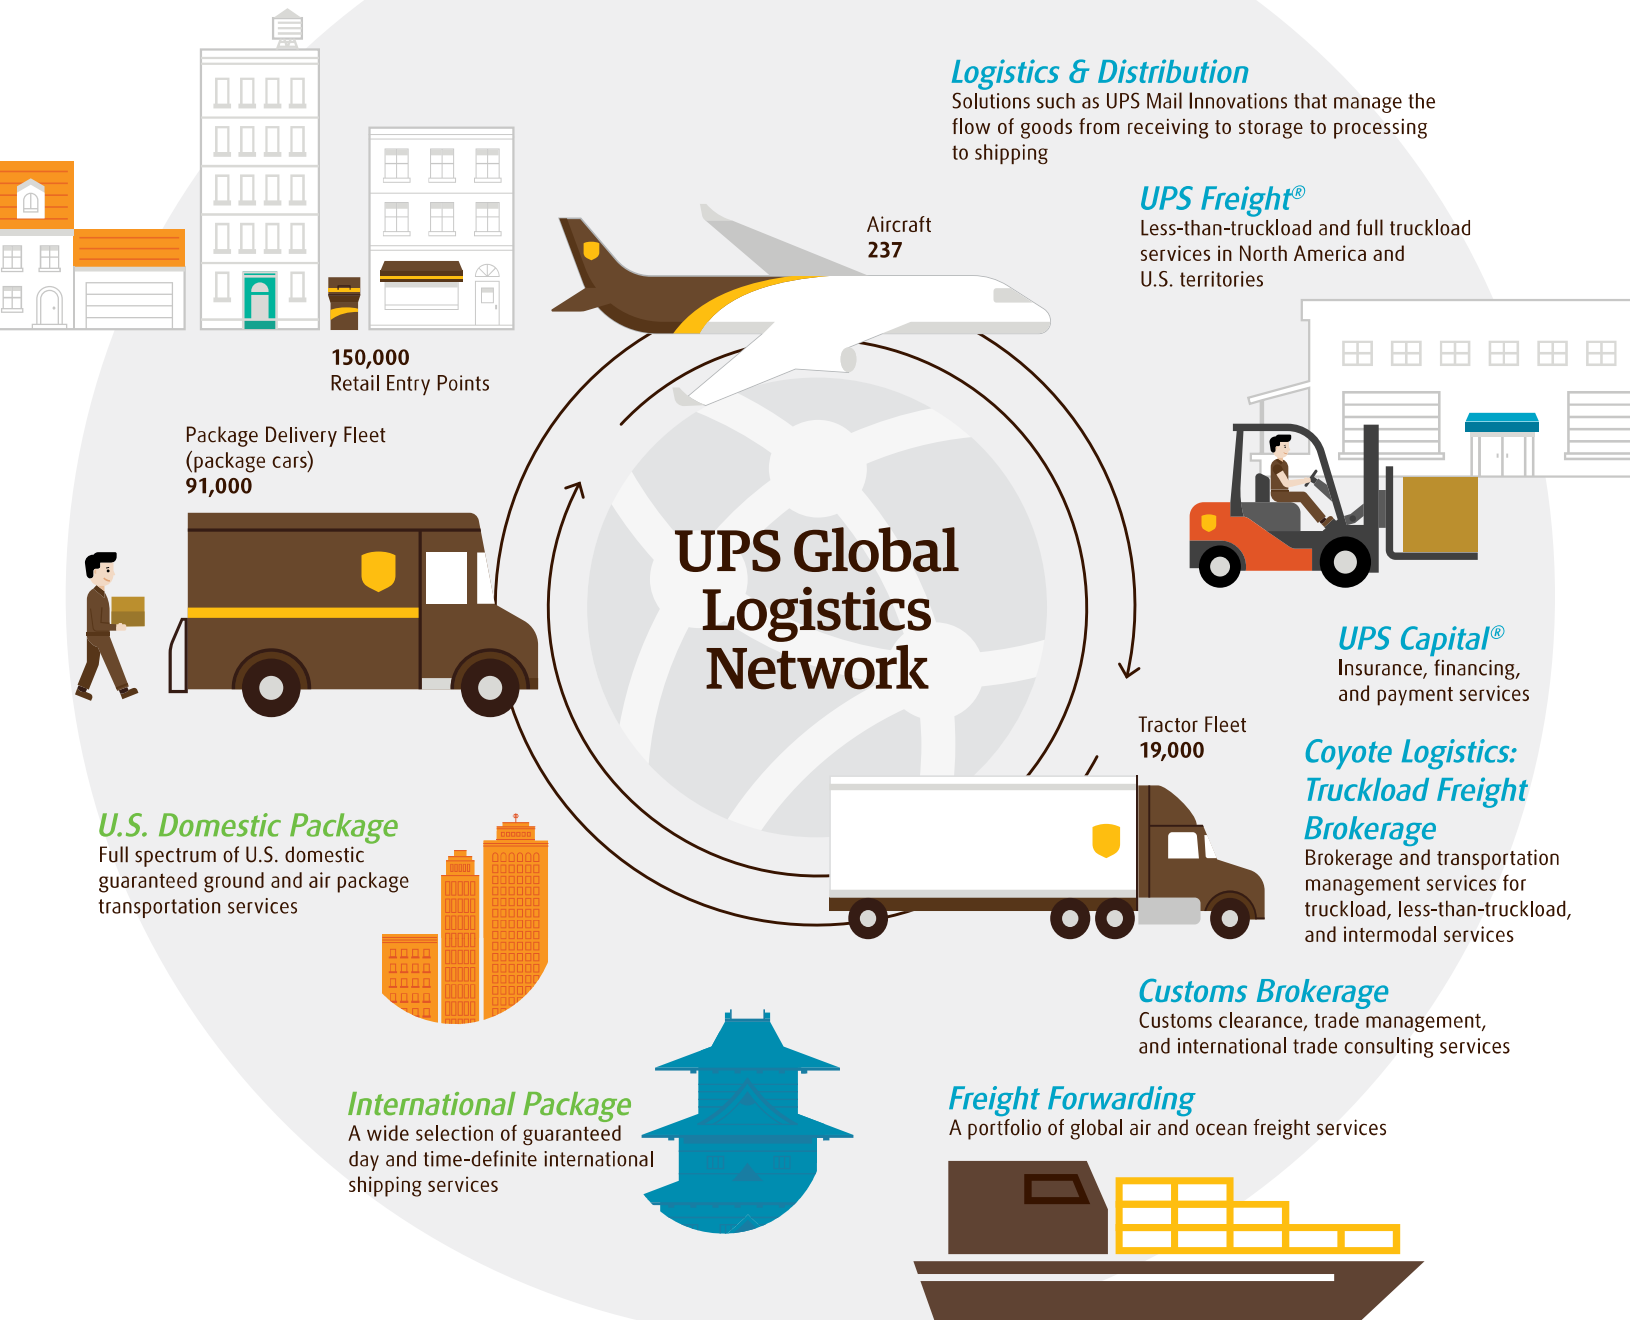 Logistics & Distribution
Solutions such as UPS Mail Innovations that manage the
flow of goods from receiving to storage to processing
to shipping
UPS Freight®
Less-than-truckload and full truckload
services in North America and
U.S. territories
Aircraft
237
150,000
Retail Entry Points
Package Delivery Fleet
(package cars)
91,000
UPS Global
Logistics
Network
UPS Capital®
Insurance, financing,
and payment services
Tractor Fleet
19,000
Coyote Logistics:
Truckload Freight
Brokerage
Brokerage and transportation
management services for
truckload, less-than-truckload,
and intermodal services
U.S. Domestic Package
Full spectrum of U.S. domestic
guaranteed ground and air package
transportation services
Customs Brokerage
Customs clearance, trade management,
and international trade consulting services
International Package
A wide selection of guaranteed
day and time-definite international
shipping services
Freight Forwarding
A portfolio of global air and ocean freight services